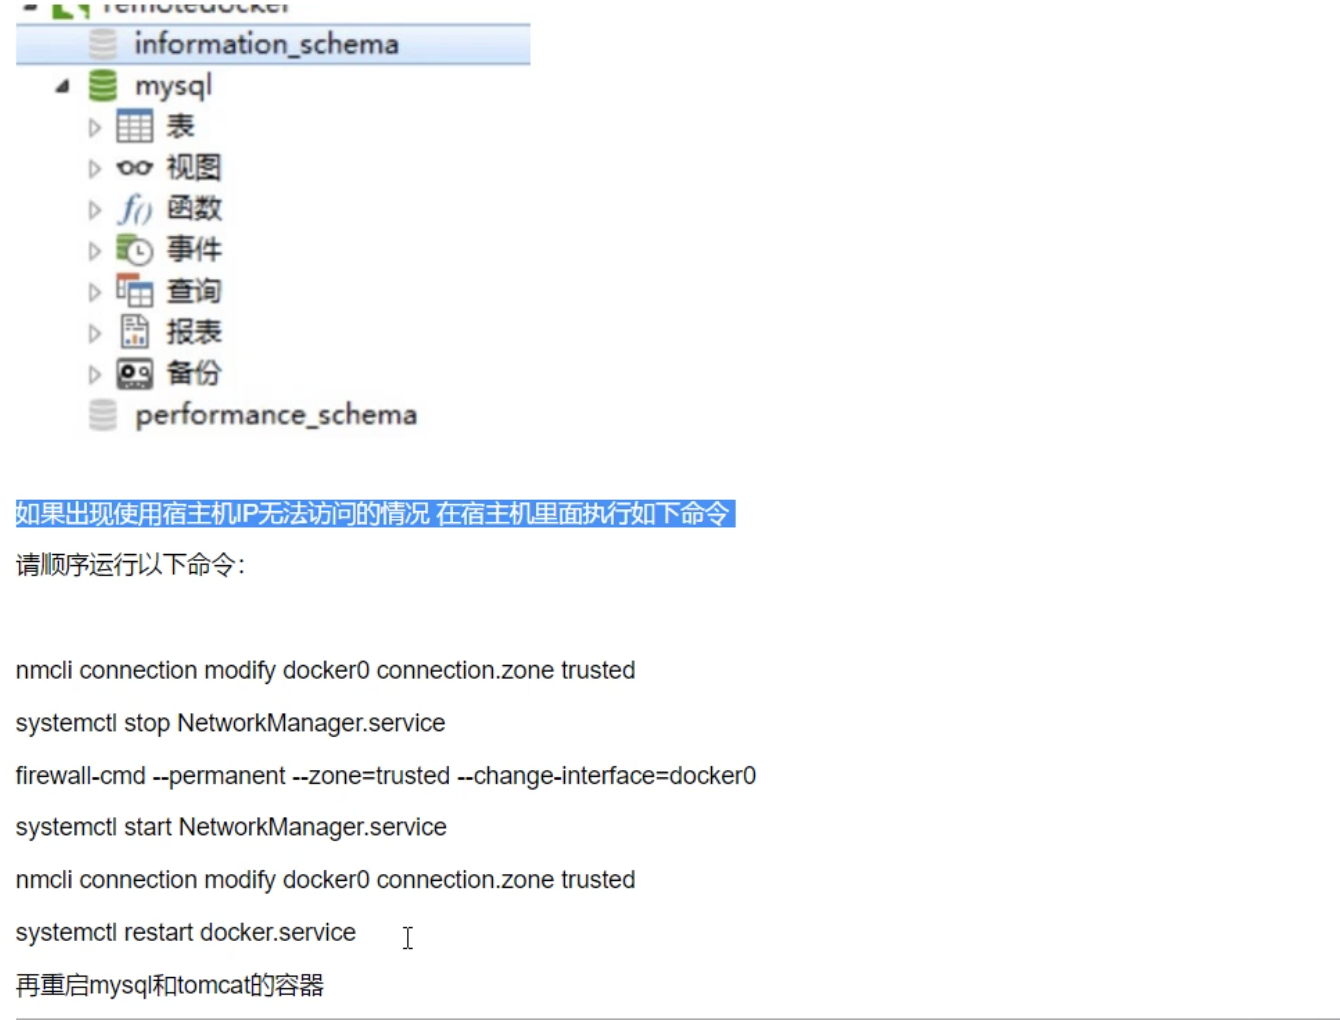 remotedocker
information_schema
mysql
表
视图
函数
事件
查询
报表
备份
performance_schema
如果出现使用宿主机IP无法访问的情况 在宿主机里面执行如下命令
请顺序运行以下命令：
nmcli connection modify docker0 connection.zone trusted
systemctl stop NetworkManager.service
firewall-cmd --permanent --zone=trusted --change-interface=docker0
systemctl start NetworkManager.service
nmcli connection modify docker0 connection.zone trusted
systemctl restart docker.service
再重启mysql和tomcat的容器